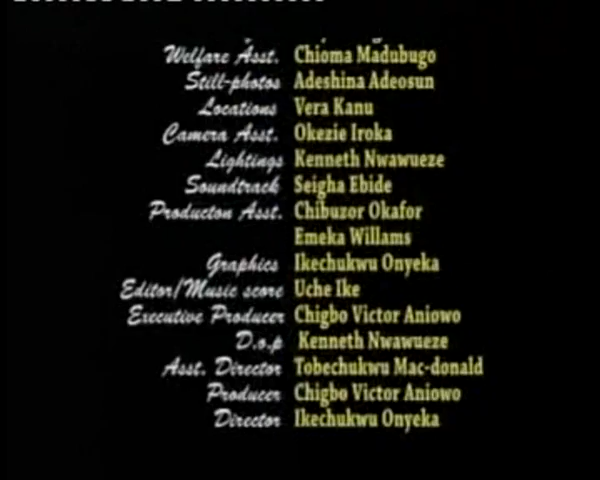 Welfare Asst. Chioma Madubugo
Still-photos Adeshina Adeosun
Locations Vera Kanu
Camera Asst. Okezie Iroka
Lightings Kenneth Nwawueze
Soundtrack Seigha Ebide
Producton Asst. Chibuzor Okafor
Emeka Willams
Graphics Ikechukwu Onyeka
Editor/Music score Uche Ike
Executive Producer Chigbo Victor Aniowo
D.o.p Kenneth Nwawueze
Asst. Director Tobechukwu Mac-donald
Producer Chigbo Victor Aniowo
Director Ikechukwu Onyeka